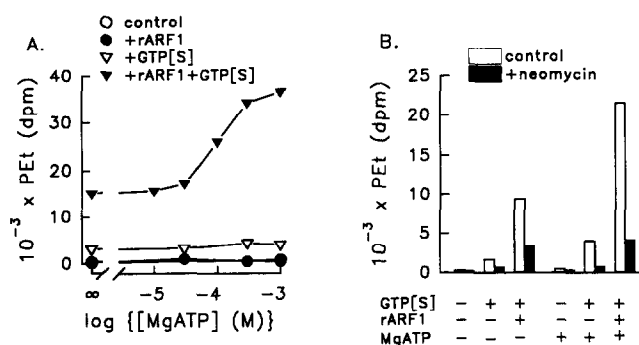 A.
○ control
● +rARF1
▽ +GTP[S]
▼ +rARF1+GTP[S]
10⁻³ x PEt (dpm)
40
30
20
10
0
∞ -5 -4 -3
log {[MgATP] (M)}
B.
control
+neomycin
10⁻³ x PEt (dpm)
25
20
15
10
5
0
GTP[S] - + + - + +
rARF1 - - + - - +
MgATP - - - + + +